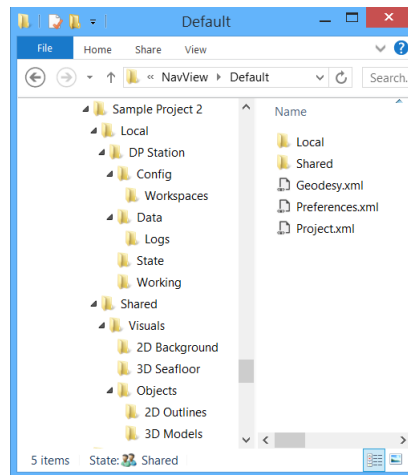 Default
File Home Share View
« NavView Default
Search.
Sample Project 2
Local
DP Station
Config
Workspaces
Data
Logs
State
Working
Shared
Visuals
2D Background
3D Seafloor
Objects
2D Outlines
3D Models
Name
Local
Shared
Geodesy.xml
Preferences.xml
Project.xml
5 items State: Shared